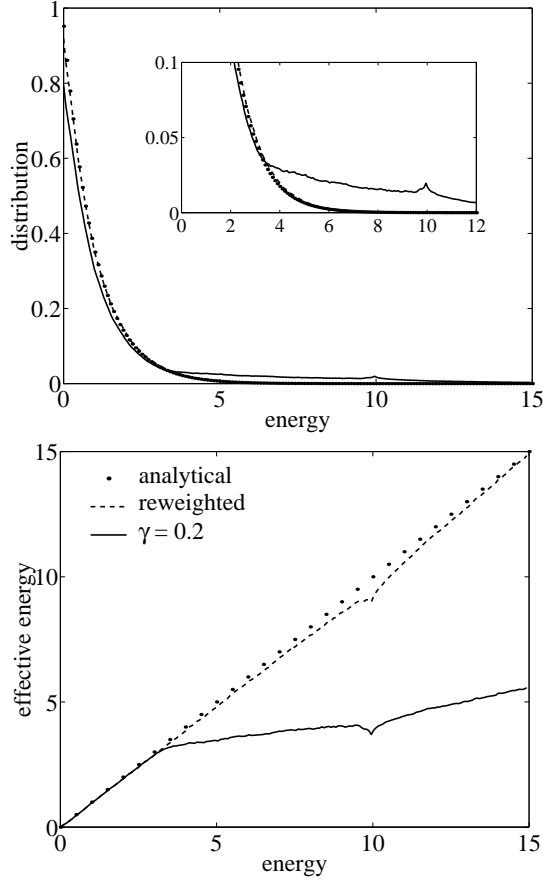 1
0.8
0.6
0.4
0.2
0
distribution
0.1
0.05
0
0 2 4 6 8 10 12
0 5 10 15
energy
15
10
5
0
effective energy
analytical
reweighted
γ = 0.2
0 5 10 15
energy